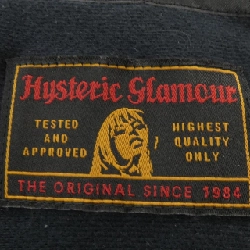 Hysteric Glamour
TESTED AND APPROVED
HIGHEST QUALITY ONLY
THE ORIGINAL SINCE 1984